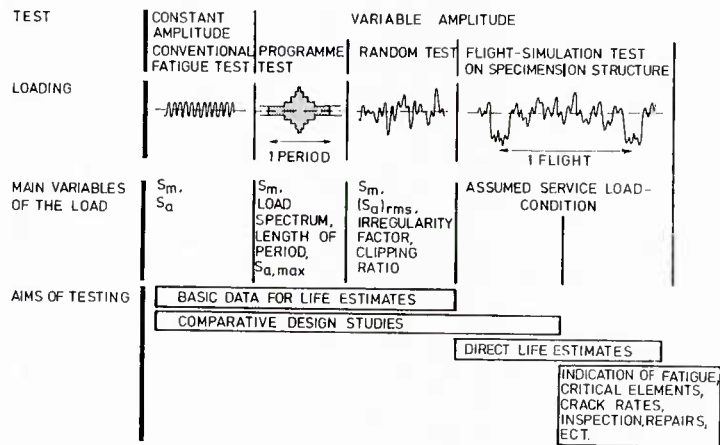 TEST
CONSTANT AMPLITUDE
CONVENTIONAL FATIGUE TEST
VARIABLE AMPLITUDE
PROGRAMME TEST
RANDOM TEST
FLIGHT-SIMULATION TEST
ON SPECIMENS
ON STRUCTURE
LOADING
1 PERIOD
1 FLIGHT
MAIN VARIABLES
OF THE LOAD
Sm,
Sa
Sm,
LOAD
SPECTRUM,
LENGTH OF
PERIOD,
Sa,max
Sm,
(Sa)rms,
IRREGULARITY
FACTOR,
CLIPPING
RATIO
ASSUMED SERVICE LOAD-
CONDITION
AIMS OF TESTING
BASIC DATA FOR LIFE ESTIMATES
COMPARATIVE DESIGN STUDIES
DIRECT LIFE ESTIMATES
INDICATION OF FATIGUE,
CRITICAL ELEMENTS,
CRACK RATES,
INSPECTION,REPAIRS,
ECT.